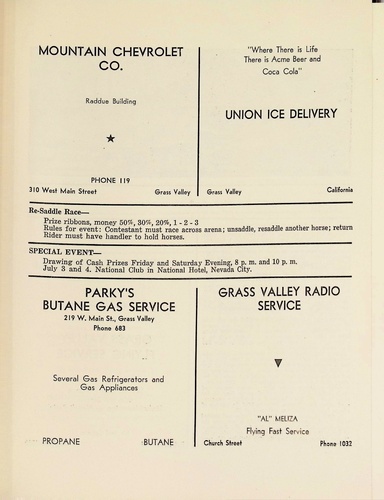 MOUNTAIN CHEVROLET
CO.
Raddue Building
PHONE 119
310 West Main Street Grass Valley
"Where There is Life
There is Acme Beer and
Coca Cola"
UNION ICE DELIVERY
Grass Valley California
Re-Saddle Race—
Prize ribbons, money 50%, 30%, 20%, 1 - 2 - 3
Rules for event: Contestant must race across arena; unsaddle, resaddle another horse; return
Rider must have handler to hold horses.
SPECIAL EVENT—
Drawing of Cash Prizes Friday and Saturday Evening, 8 p. m. and 10 p. m.
July 3 and 4. National Club in National Hotel, Nevada City.
PARKY'S
BUTANE GAS SERVICE
219 W. Main St., Grass Valley
Phone 683
Several Gas Refrigerators and
Gas Appliances
PROPANE BUTANE
GRASS VALLEY RADIO
SERVICE
"AL" MELIZA
Flying Fast Service
Church Street Phone 1032